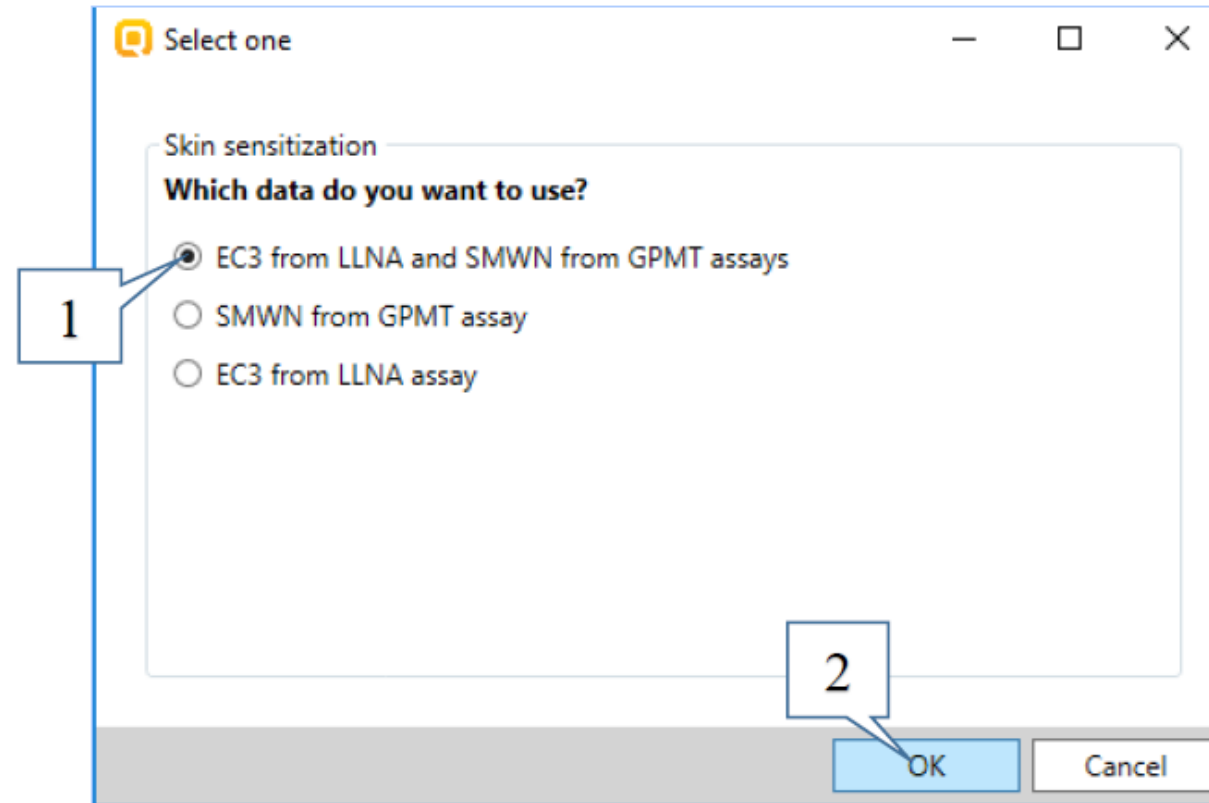 Select one
Skin sensitization
Which data do you want to use?
EC3 from LLNA and SMWN from GPMT assays
1
SMWN from GPMT assay
EC3 from LLNA assay
2
OK
Cancel